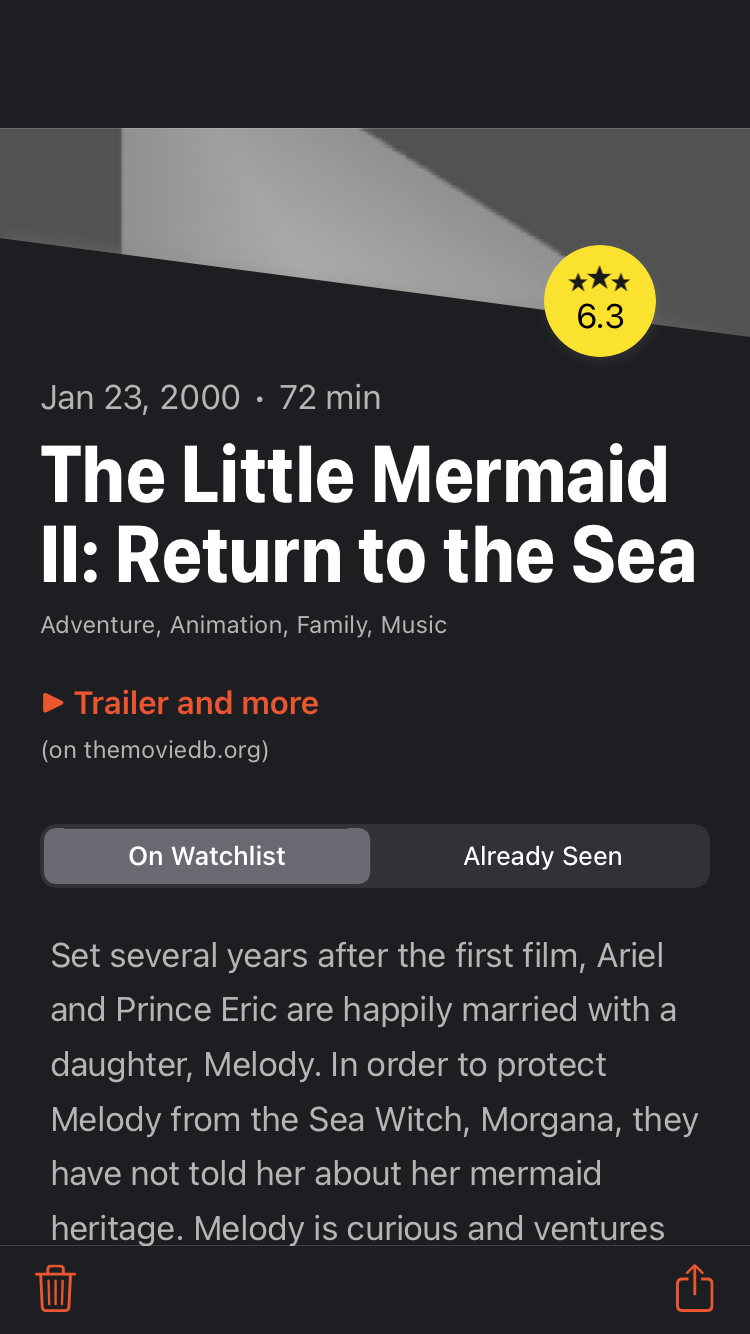 6.3
Jan 23, 2000 · 72 min
The Little Mermaid
II: Return to the Sea
Adventure, Animation, Family, Music
Trailer and more
(on themoviedb.org)
On Watchlist
Already Seen
Set several years after the first film, Ariel
and Prince Eric are happily married with a
daughter, Melody. In order to protect
Melody from the Sea Witch, Morgana, they
have not told her about her mermaid
heritage. Melody is curious and ventures